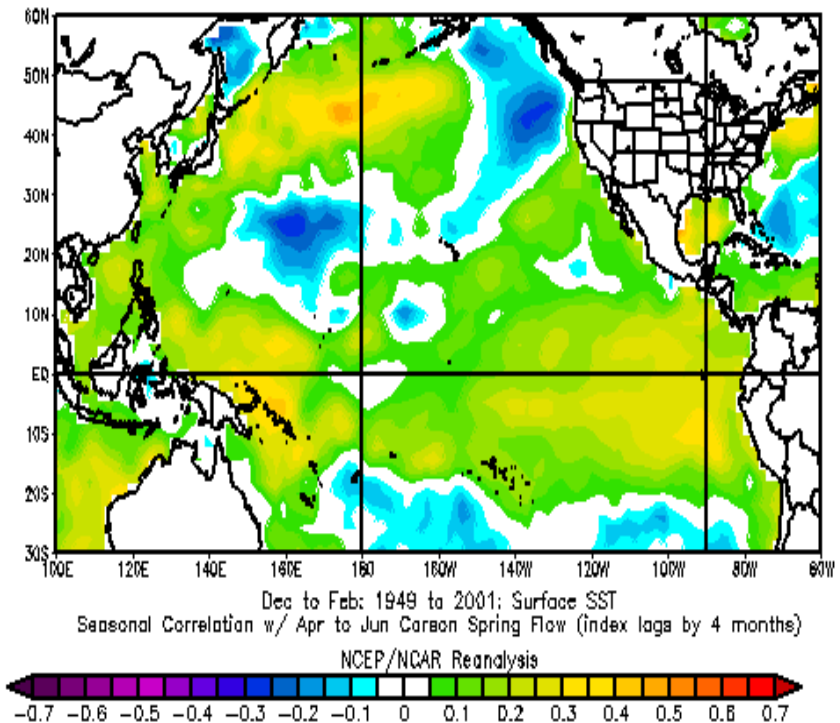 60N
50N
40N
30N
20N
10N
EQ
10S
20S
30S
100E 120E 140E 160E 180 160W 140W 120W 100W 80W 60W
Dec to Feb: 1949 to 2001: Surface SST
Seasonal Correlation w/ Apr to Jun Carson Spring Flow (index lags by 4 months)
NCEP/NCAR Reanalysis
-0.7 -0.6 -0.5 -0.4 -0.3 -0.2 -0.1 0 0.1 0.2 0.3 0.4 0.5 0.6 0.7